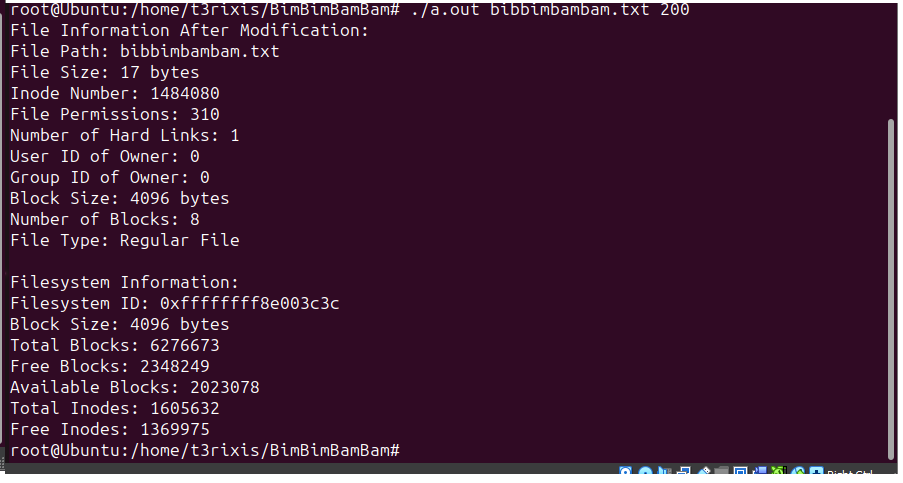 root@Ubuntu:/home/t3rixis/BimBimBamBam# ./a.out bibbimbambam.txt 200
File Information After Modification:
File Path: bibbimbambam.txt
File Size: 17 bytes
Inode Number: 1484080
File Permissions: 310
Number of Hard Links: 1
User ID of Owner: 0
Group ID of Owner: 0
Block Size: 4096 bytes
Number of Blocks: 8
File Type: Regular File
Filesystem Information:
Filesystem ID: 0xffffffff8e003c3c
Block Size: 4096 bytes
Total Blocks: 6276673
Free Blocks: 2348249
Available Blocks: 2023078
Total Inodes: 1605632
Free Inodes: 1369975
root@Ubuntu:/home/t3rixis/BimBimBamBam#
Right Ctrl